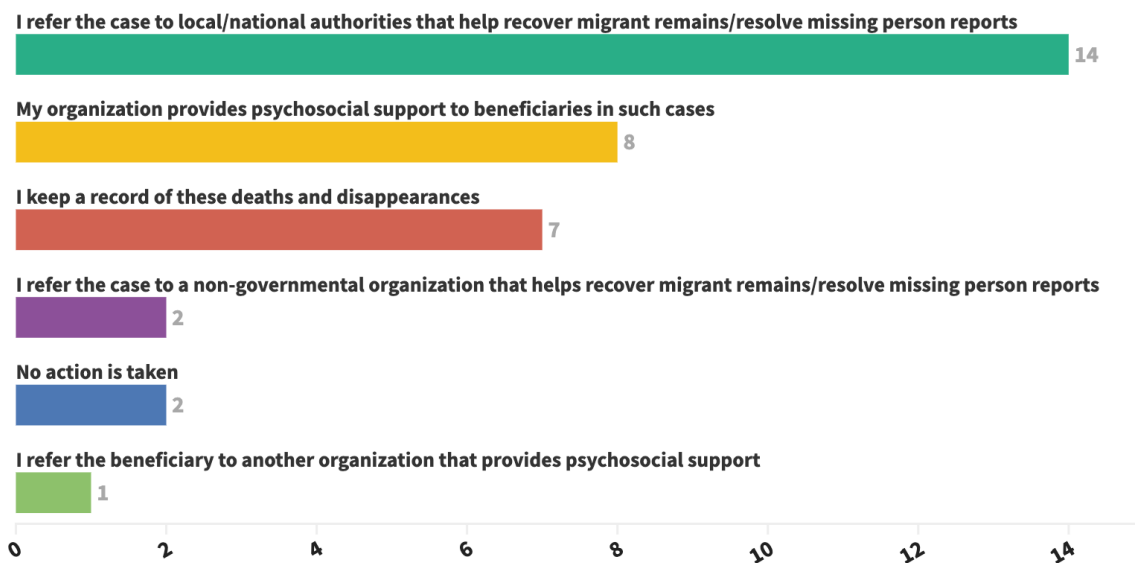 I refer the case to local/national authorities that help recover migrant remains/resolve missing person reports
14
My organization provides psychosocial support to beneficiaries in such cases
8
I keep a record of these deaths and disappearances
7
I refer the case to a non-governmental organization that helps recover migrant remains/resolve missing person reports
2
No action is taken
2
I refer the beneficiary to another organization that provides psychosocial support
1
0 2 4 6 8 10 12 14